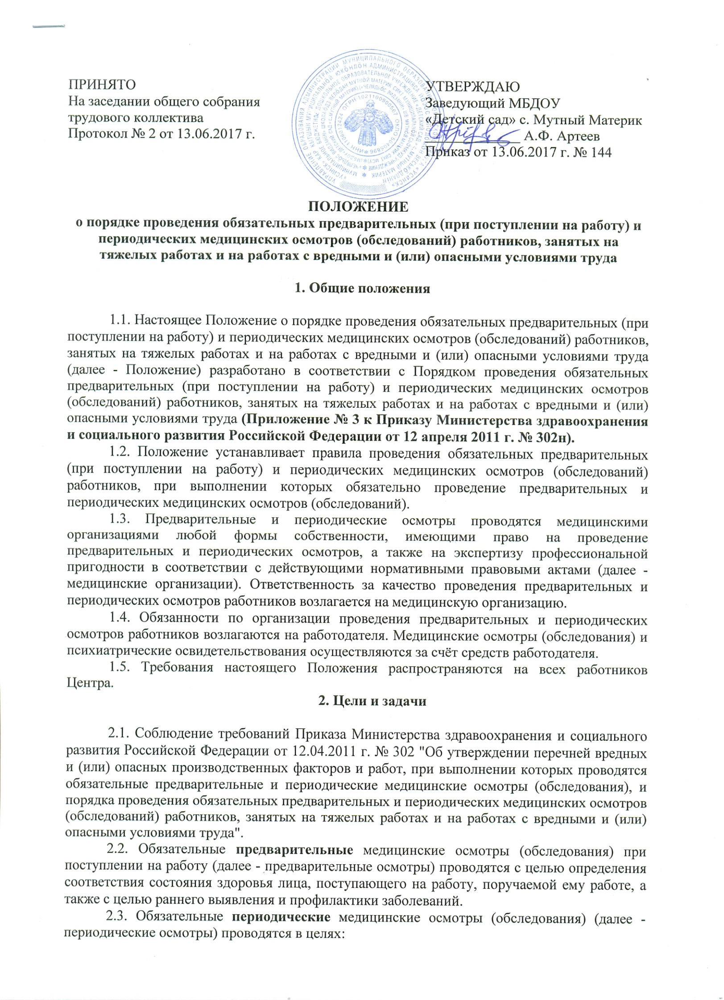 ПРИНЯТО
На заседании общего собрания
трудового коллектива
Протокол № 2 от 13.06.2017 г.
УТВЕРЖДАЮ
Заведующий МБДОУ
«Детский сад» с. Мутный Материк
А.Ф. Артеев
Приказ от 13.06.2017 г. № 144
ОГРН 1021100900567 ОКПО 50405896 ИНН 1106012424
ПОЛОЖЕНИЕ
о порядке проведения обязательных предварительных (при поступлении на работу) и
периодических медицинских осмотров (обследований) работников, занятых на
тяжелых работах и на работах с вредными и (или) опасными условиями труда
1. Общие положения
1.1. Настоящее Положение о порядке проведения обязательных предварительных (при
поступлении на работу) и периодических медицинских осмотров (обследований) работников,
занятых на тяжелых работах и на работах с вредными и (или) опасными условиями труда
(далее - Положение) разработано в соответствии с Порядком проведения обязательных
предварительных (при поступлении на работу) и периодических медицинских осмотров
(обследований) работников, занятых на тяжелых работах и на работах с вредными и (или)
опасными условиями труда (Приложение № 3 к Приказу Министерства здравоохранения
и социального развития Российской Федерации от 12 апреля 2011 г. № 302н).
1.2. Положение устанавливает правила проведения обязательных предварительных
(при поступлении на работу) и периодических медицинских осмотров (обследований)
работников, при выполнении которых обязательно проведение предварительных и
периодических медицинских осмотров (обследований).
1.3. Предварительные и периодические осмотры проводятся медицинскими
организациями любой формы собственности, имеющими право на проведение
предварительных и периодических осмотров, а также на экспертизу профессиональной
пригодности в соответствии с действующими нормативными правовыми актами (далее -
медицинские организации). Ответственность за качество проведения предварительных и
периодических осмотров работников возлагается на медицинскую организацию.
1.4. Обязанности по организации проведения предварительных и периодических
осмотров работников возлагаются на работодателя. Медицинские осмотры (обследования) и
психиатрические освидетельствования осуществляются за счёт средств работодателя.
1.5. Требования настоящего Положения распространяются на всех работников
Центра.
2. Цели и задачи
2.1. Соблюдение требований Приказа Министерства здравоохранения и социального
развития Российской Федерации от 12.04.2011 г. № 302 "Об утверждении перечней вредных
и (или) опасных производственных факторов и работ, при выполнении которых проводятся
обязательные предварительные и периодические медицинские осмотры (обследования), и
порядка проведения обязательных предварительных и периодических медицинских осмотров
(обследований) работников, занятых на тяжелых работах и на работах с вредными и (или)
опасными условиями труда".
2.2. Обязательные предварительные медицинские осмотры (обследования) при
поступлении на работу (далее - предварительные осмотры) проводятся с целью определения
соответствия состояния здоровья лица, поступающего на работу, поручаемой ему работе, а
также с целью раннего выявления и профилактики заболеваний.
2.3. Обязательные периодические медицинские осмотры (обследования) (далее -
периодические осмотры) проводятся в целях: